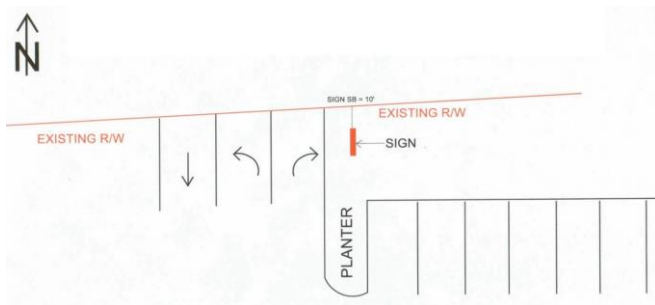 N
SIGN SB = 10'
EXISTING R/W
EXISTING R/W
SIGN
PLANTER